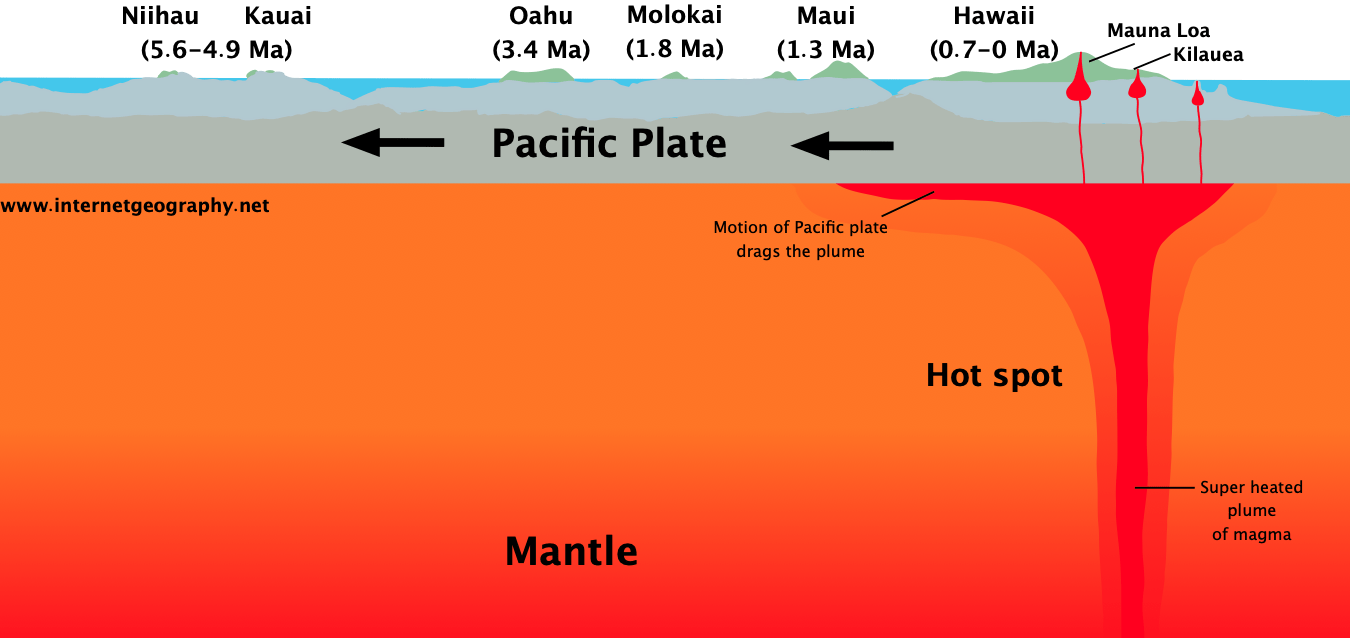 Niihau Kauai
(5.6–4.9 Ma)
Oahu
(3.4 Ma)
Molokai
(1.8 Ma)
Maui
(1.3 Ma)
Hawaii
(0.7–0 Ma)
Mauna Loa
Kilauea
Pacific Plate
www.internetgeography.net
Motion of Pacific plate
drags the plume
Hot spot
Super heated
plume
of magma
Mantle